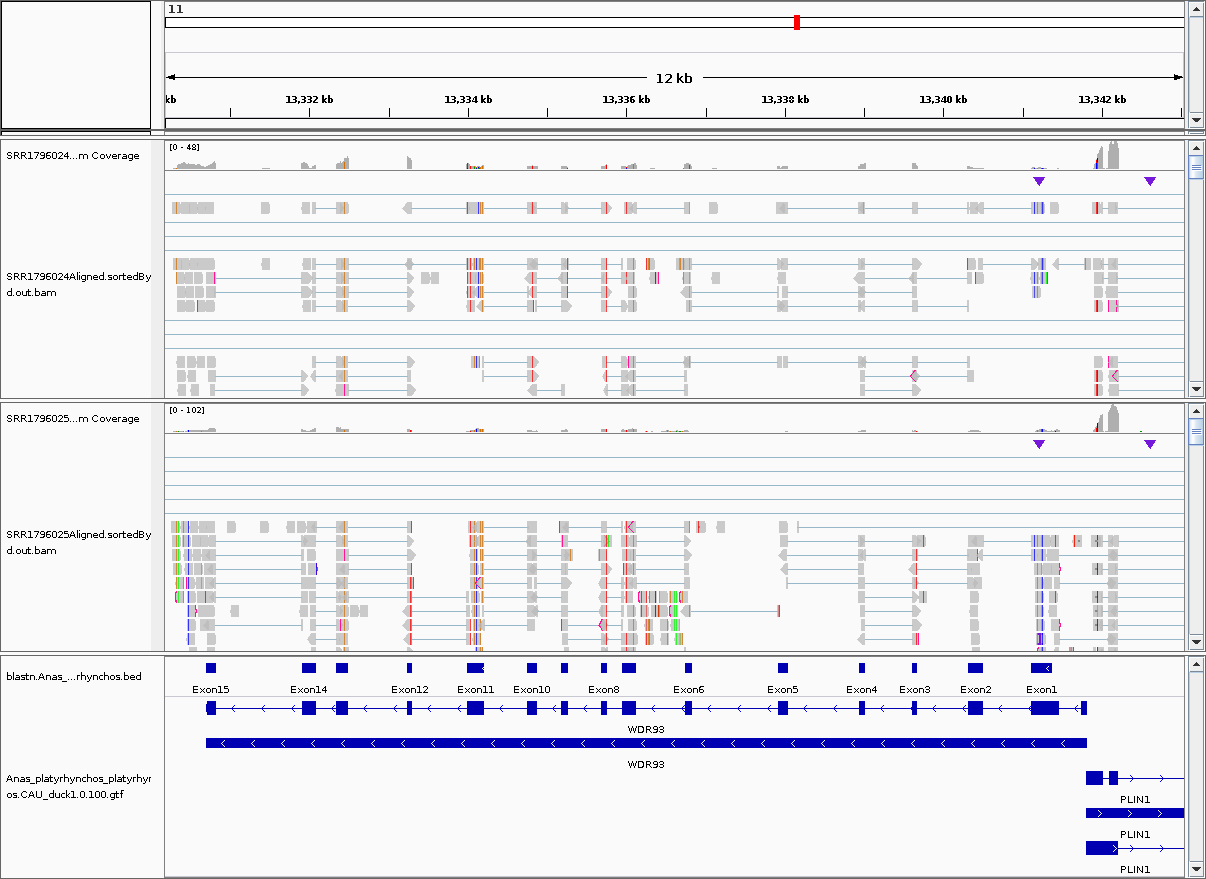 11
12 kb
kb 13,332 kb 13,334 kb 13,336 kb 13,338 kb 13,340 kb 13,342 kb
SRR1796024...m Coverage
[0 - 48]
SRR1796024Aligned.sortedBy
d.out.bam
SRR1796025...m Coverage
[0 - 102]
SRR1796025Aligned.sortedBy
d.out.bam
blastn.Anas_...rhynchos.bed
Exon15 Exon14 Exon12 Exon11 Exon10 Exon8 Exon6 Exon5 Exon4 Exon3 Exon2 Exon1
WDR93
WDR93
Anas_platyrhynchos_platyrhyn
os.CAU_duck1.0.100.gtf
PLIN1
PLIN1
PLIN1